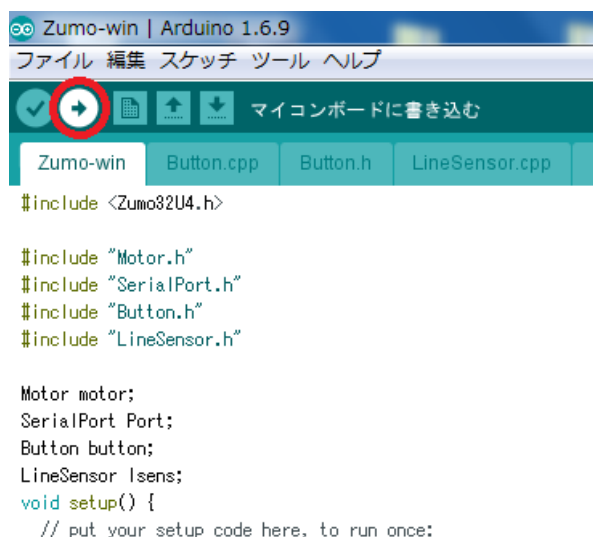 Zumo-win | Arduino 1.6.9
ファイル 編集 スケッチ ツール ヘルプ
マイコンボードに書き込む
Zumo-win Button.cpp Button.h LineSensor.cpp
#include <Zumo32U4.h>
#include "Motor.h"
#include "SerialPort.h"
#include "Button.h"
#include "LineSensor.h"
Motor motor;
SerialPort Port;
Button button;
LineSensor lsens;
void setup() {
// put your setup code here, to run once: